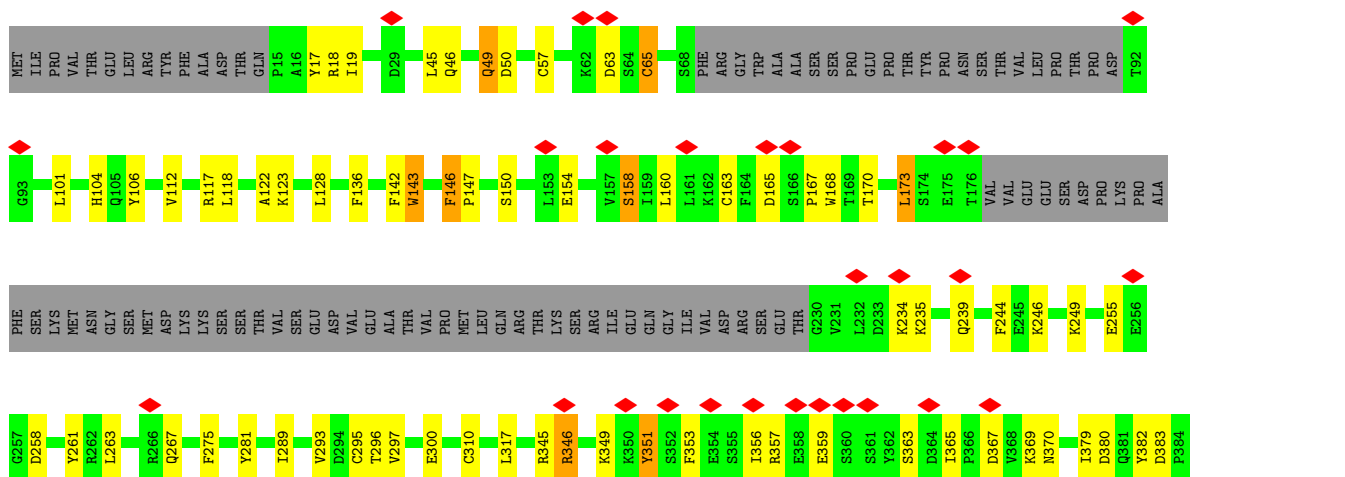 MET ILE PRO VAL THR GLU LEU ARG TYR PHE ALA ASP THR GLN P15 A16 Y17 R18 I19 D29 L45 Q46 Q49 D50 C57 K62 D63 S64 C65 S68 PHE ARG GLY TRP ALA ALA SER SER PRO GLU PRO THR TYR PRO ASN SER THR VAL LEU PRO THR PRO ASP T92
G93 L101 H104 Q105 Y106 V112 R117 L118 A122 K123 L128 F136 F142 W143 F146 P147 S150 L153 E154 V157 S158 I159 L160 L161 K162 C163 F164 D165 S166 P167 W168 T169 T170 L173 S174 E175 T176 VAL VAL GLU GLU SER ASP PRO LYS PRO ALA
PHE SER LYS MET ASN GLY SER MET ASP LYS LYS SER SER THR VAL SER GLU ASP VAL GLU ALA THR VAL PRO MET LEU GLN ARG THR LYS SER ARG ILE GLU GLN GLY ILE VAL ASP ARG SER GLU THR G230 V231 L232 D233 K234 K235 Q239 F244 E245 K246 K249 E255 E256
G257 D258 Y261 R262 L263 R266 Q267 F275 Y281 I289 V293 D294 C295 T296 V297 E300 C310 L317 R345 R346 K349 K350 Y351 S352 F353 E354 S355 I356 R357 E358 E359 S360 S361 Y362 S363 D364 I365 P366 D367 V368 K369 N370 I379 D380 Q381 Y382 D383 P384